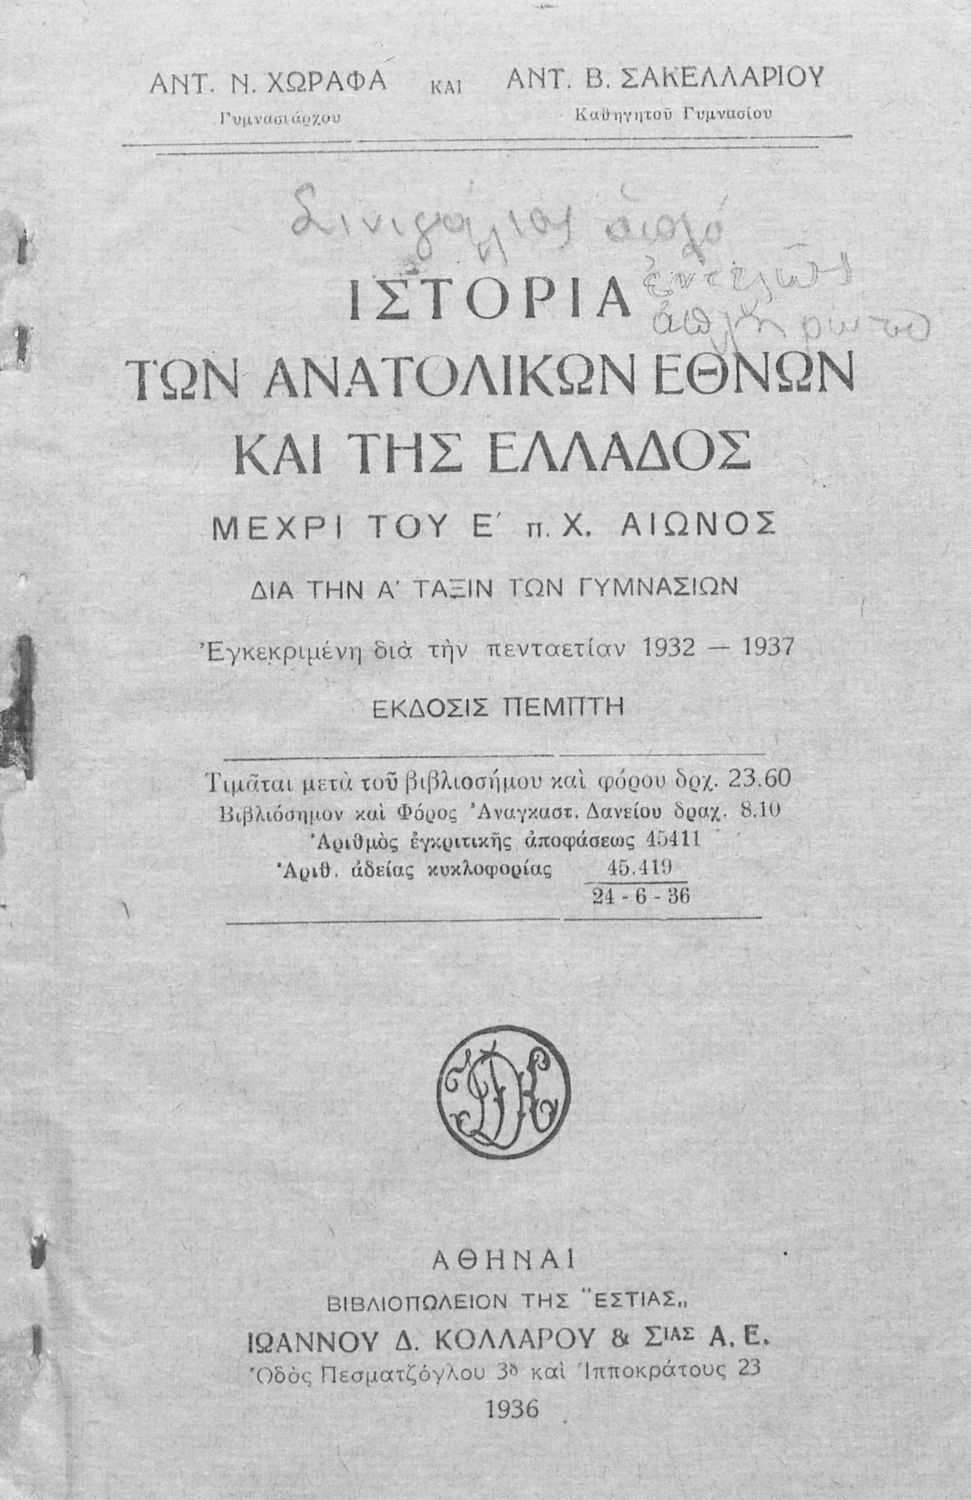 ΑΝΤ. Ν. ΧΩΡΑΦΑ ΚΑΙ ΑΝΤ. Β. ΣΑΚΕΛΛΑΡΙΟΥ
Γυμνασιάρχου Καθηγητοῦ Γυμνασίου
ΙΣΤΟΡΙΑ
ΤΩΝ ΑΝΑΤΟΛΙΚΩΝ ΕΘΝΩΝ
ΚΑΙ ΤΗΣ ΕΛΛΑΔΟΣ
ΜΕΧΡΙ ΤΟΥ Ε΄ π. Χ. ΑΙΩΝΟΣ
ΔΙΑ ΤΗΝ Α΄ ΤΑΞΙΝ ΤΩΝ ΓΥΜΝΑΣΙΩΝ
Ἐγκεκριμένη διὰ τὴν πενταετίαν 1932 — 1937
ΕΚΔΟΣΙΣ ΠΕΜΠΤΗ
Τιμᾶται μετὰ τοῦ βιβλιοσήμου καὶ φόρου δρχ. 23.60
Βιβλιόσημον καὶ Φόρος Ἀναγκαστ. Δανείου δραχ. 8.10
Ἀριθμὸς ἐγκριτικῆς ἀποφάσεως 45411
Ἀριθ. ἀδείας κυκλοφορίας 45.419
24 - 6 - 36
ΑΘΗΝΑΙ
ΒΙΒΛΙΟΠΩΛΕΙΟΝ ΤΗΣ "ΕΣΤΙΑΣ„
ΙΩΑΝΝΟΥ Δ. ΚΟΛΛΑΡΟΥ & ΣΙΑΣ Α. Ε.
Ὁδὸς Πεσματζόγλου καὶ Ἱπποκράτους 23
1936